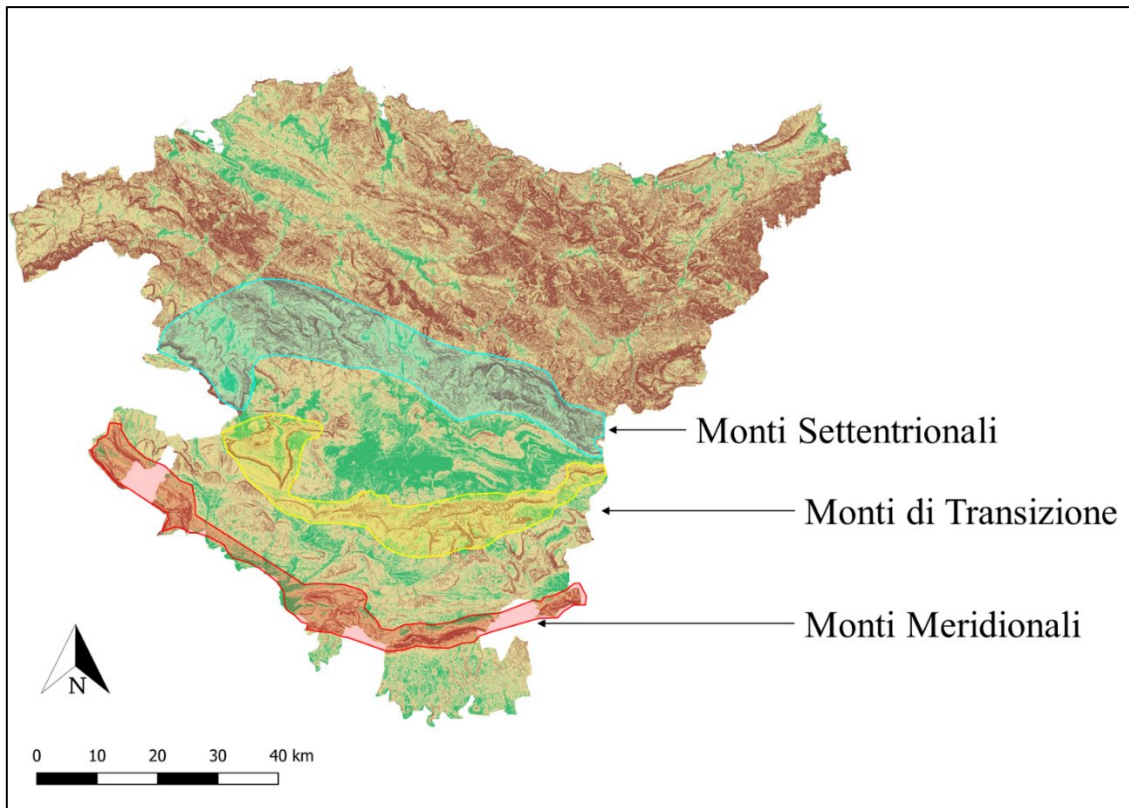 Monti Settentrionali
Monti di Transizione
Monti Meridionali
N
0 10 20 30 40 km